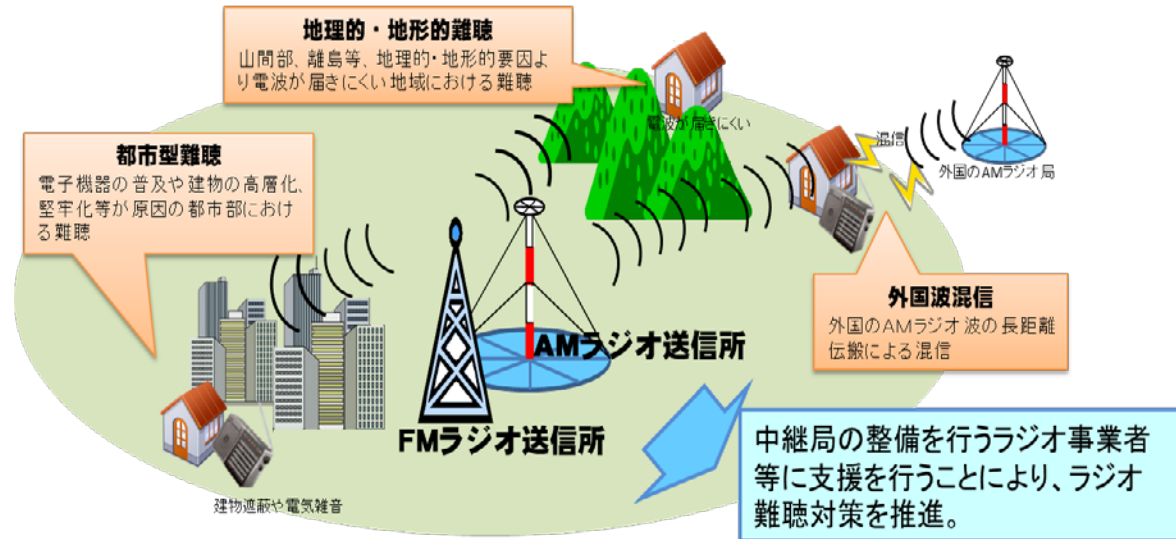 地理的・地形的難聴
山間部、離島等、地理的・地形的要因よ
り電波が届きにくい地域における難聴
電波が届きにくい
都市型難聴
電子機器の普及や建物の高層化、
堅牢化等が原因の都市部におけ
る難聴
混信
外国のAMラジオ局
外国波混信
外国のAMラジオ波の長距離
伝搬による混信
AMラジオ送信所
FMラジオ送信所
建物遮蔽や電気雑音
中継局の整備を行うラジオ事業者
等に支援を行うことにより、ラジオ
難聴対策を推進。